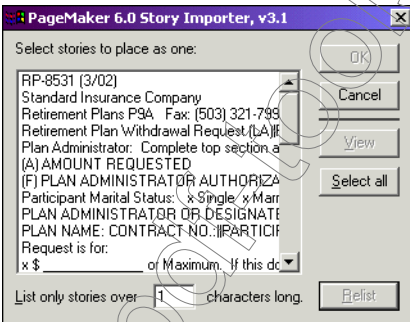 PageMaker 6.0 Story Importer, v3.1
Select stories to place as one:
RP-8531 (3/02)
Standard Insurance Company
Retirement Plans P9A Fax: (503) 321-799
Retirement Plan Withdrawal Request (LA)
Plan Administrator: Complete top section a
(A) AMOUNT REQUESTED
(F) PLAN ADMINISTRATOR AUTHORIZA
Participant Marital Status: x Single x Marr
PLAN ADMINISTRATOR OR DESIGNATE
PLAN NAME: CONTRACT NO.:||PARTICIF
Request is for:
x $ ______________ or Maximum. If this do
OK
Cancel
View
Select all
List only stories over 1 characters long.
Relist